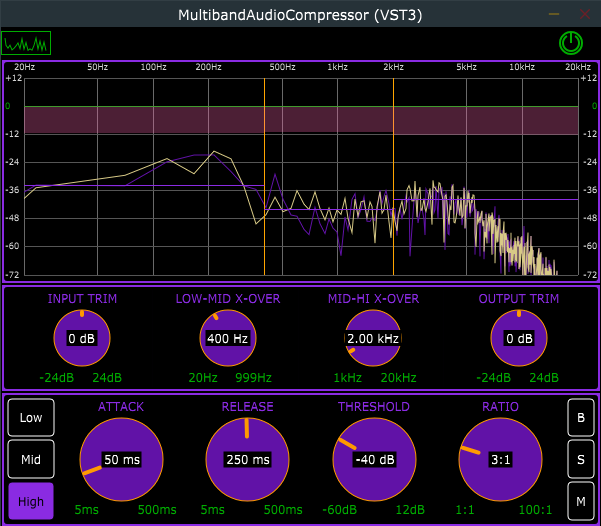 MultibandAudioCompressor (VST3)
20Hz 50Hz 100Hz 200Hz 500Hz 1kHz 2kHz 5kHz 10kHz 20kHz
+12 +12
0 0
-12 -12
-24 -24
-36 -36
-48 -48
-60 -60
-72 -72
INPUT TRIM LOW-MID X-OVER MID-HI X-OVER OUTPUT TRIM
0 dB 400 Hz 2.00 kHz 0 dB
-24dB 24dB 20Hz 999Hz 1kHz 20kHz -24dB 24dB
Low ATTACK RELEASE THRESHOLD RATIO B
Mid 50 ms 250 ms -40 dB 3:1 S
High M
5ms 500ms 5ms 500ms -60dB 12dB 1:1 100:1